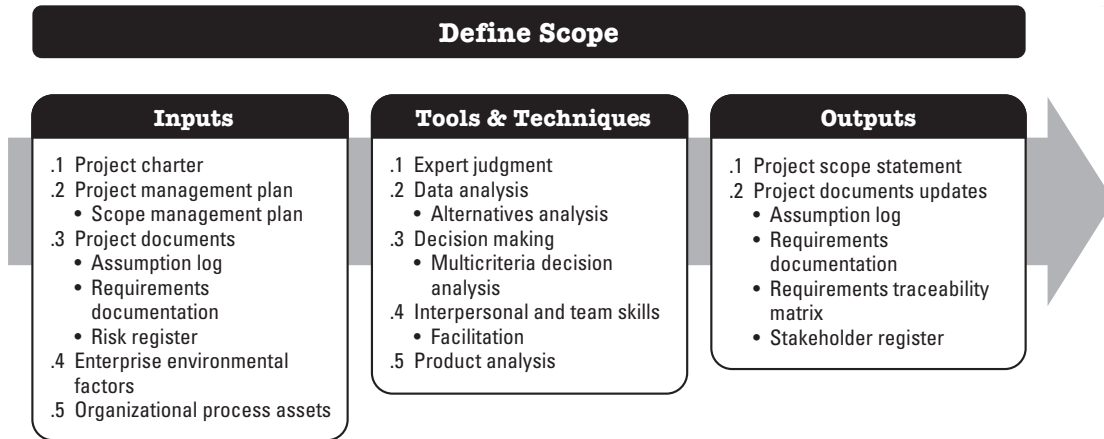 Define Scope
Inputs
.1 Project charter
.2 Project management plan
• Scope management plan
.3 Project documents
• Assumption log
• Requirements
documentation
• Risk register
.4 Enterprise environmental
factors
.5 Organizational process assets
Tools & Techniques
.1 Expert judgment
.2 Data analysis
• Alternatives analysis
.3 Decision making
• Multicriteria decision
analysis
.4 Interpersonal and team skills
• Facilitation
.5 Product analysis
Outputs
.1 Project scope statement
.2 Project documents updates
• Assumption log
• Requirements
documentation
• Requirements traceability
matrix
• Stakeholder register